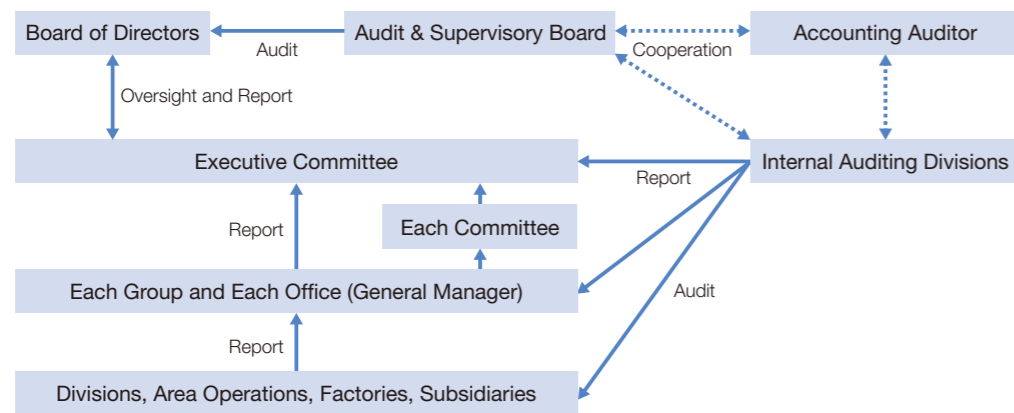 Board of Directors
Audit
Audit & Supervisory Board
Cooperation
Accounting Auditor
Oversight and Report
Executive Committee
Report
Internal Auditing Divisions
Report
Each Committee
Each Group and Each Office (General Manager)
Audit
Report
Divisions, Area Operations, Factories, Subsidiaries